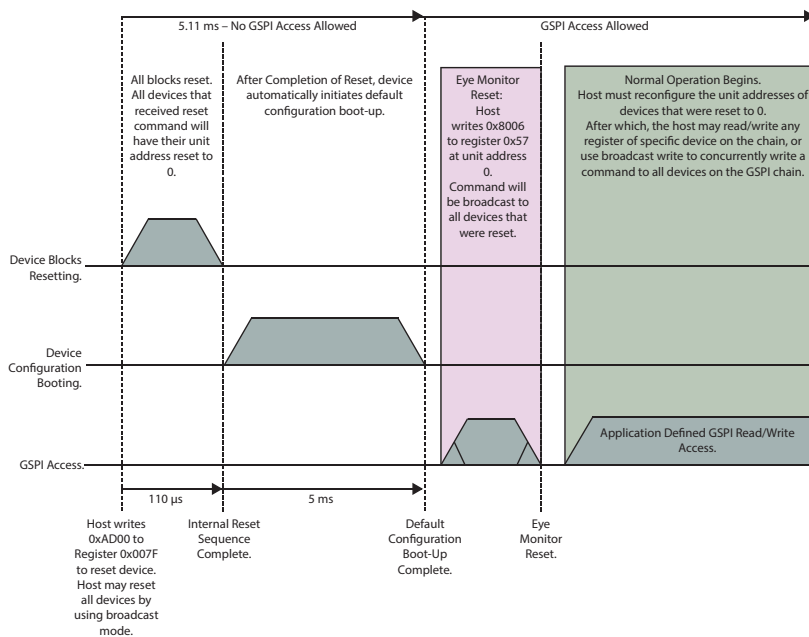 5.11 ms – No GSPI Access Allowed
GSPI Access Allowed
All blocks reset.
All devices that
received reset
command will
have their unit
address reset to
0.
After Completion of Reset, device
automatically initiates default
configuration boot-up.
Eye Monitor
Reset:
Host
writes 0x8006
to register 0x57
at unit address
0.
Command will
be broadcast to
all devices that
were reset.
Normal Operation Begins.
Host must reconfigure the unit addresses of
devices that were reset to 0.
After which, the host may read/write any
register of specific device on the chain, or
use broadcast write to concurrently write a
command to all devices on the GSPI chain.
Device Blocks
Resetting.
Device
Configuration
Booting.
GSPI Access.
Application Defined GSPI Read/Write
Access.
110 μs
5 ms
Host writes
0xAD00 to
Register 0x007F
to reset device.
Host may reset
all devices by
using broadcast
mode.
Internal Reset
Sequence
Complete.
Default
Configuration
Boot-Up
Complete.
Eye
Monitor
Reset.